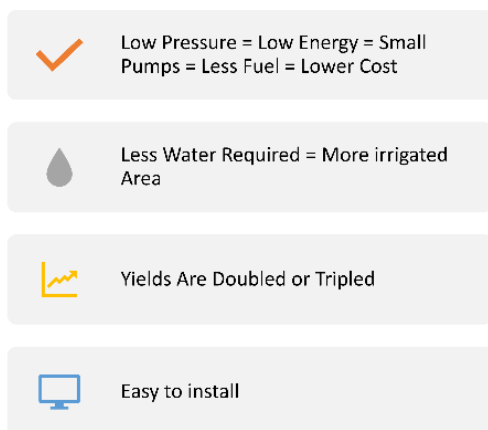 Low Pressure = Low Energy = Small
Pumps = Less Fuel = Lower Cost
Less Water Required = More irrigated
Area
Yields Are Doubled or Tripled
Easy to install